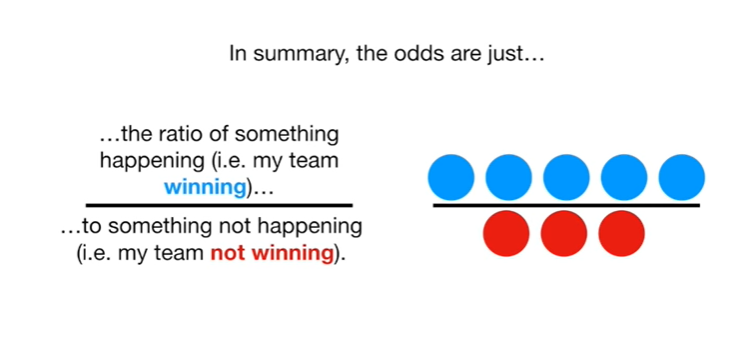 In summary, the odds are just…
…the ratio of something
happening (i.e. my team
winning)…
…to something not happening
(i.e. my team not winning).